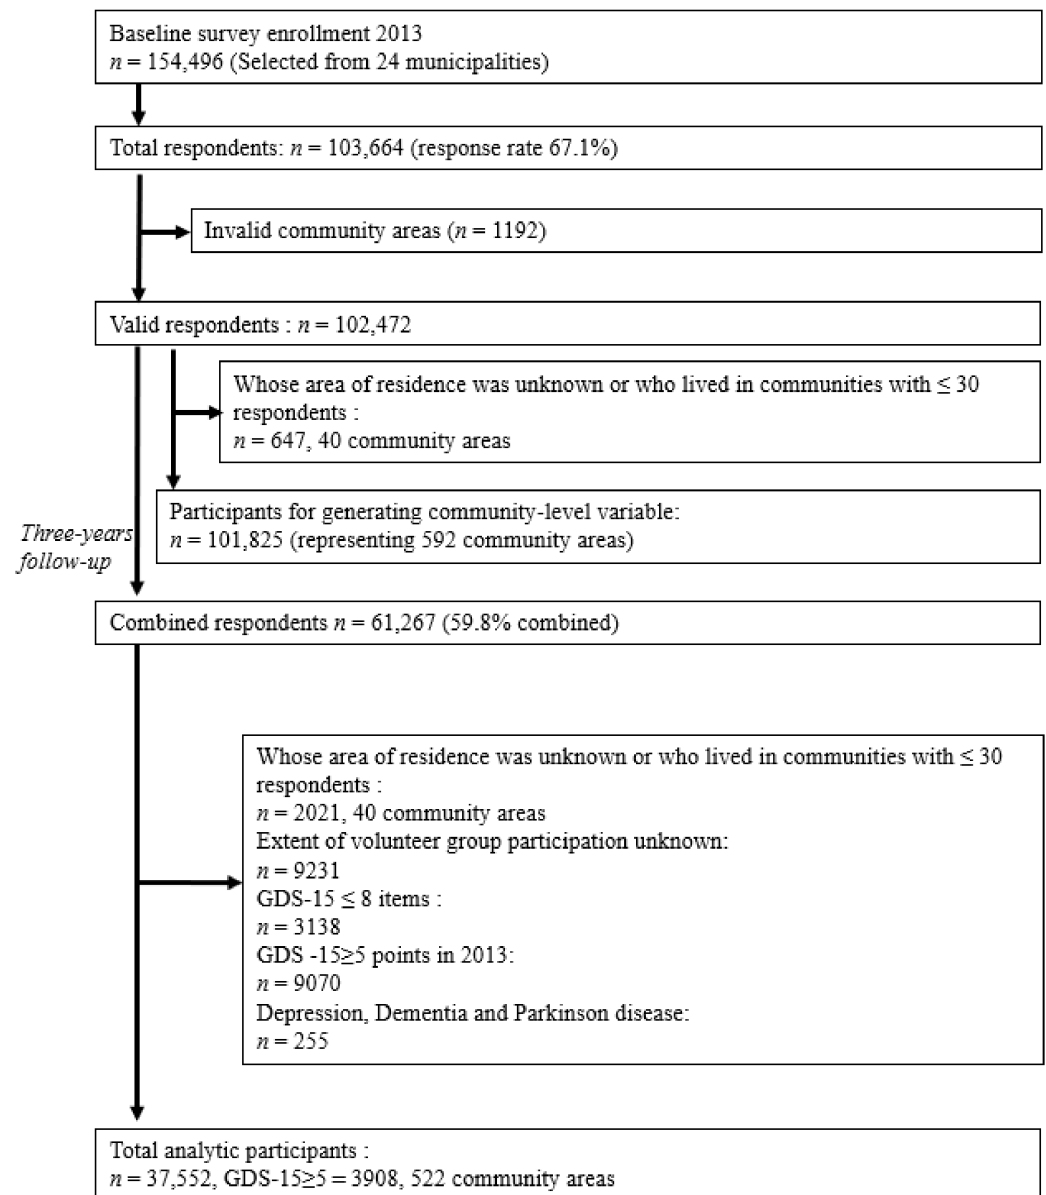 Baseline survey enrollment 2013
n = 154,496 (Selected from 24 municipalities)
Total respondents: n = 103,664 (response rate 67.1%)
Invalid community areas (n = 1192)
Valid respondents : n = 102,472
Whose area of residence was unknown or who lived in communities with ≤ 30
respondents :
n = 647, 40 community areas
Participants for generating community-level variable:
n = 101,825 (representing 592 community areas)
Three-years
follow-up
Combined respondents n = 61,267 (59.8% combined)
Whose area of residence was unknown or who lived in communities with ≤ 30
respondents :
n = 2021, 40 community areas
Extent of volunteer group participation unknown:
n = 9231
GDS-15 ≤ 8 items :
n = 3138
GDS -15≥5 points in 2013:
n = 9070
Depression, Dementia and Parkinson disease:
n = 255
Total analytic participants :
n = 37,552, GDS-15≥5 = 3908, 522 community areas